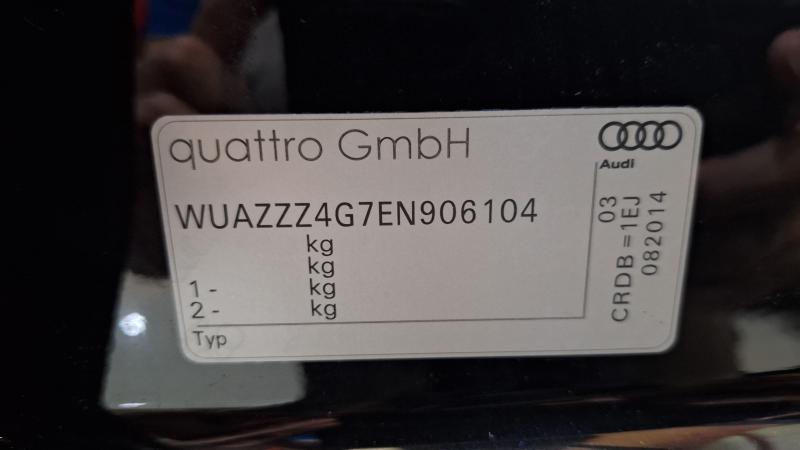 quattro GmbH
Audi
WUAZZZ4G7EN906104
kg
kg
1 - kg
2 - kg
Typ
03
CRDB = 1EJ
082014